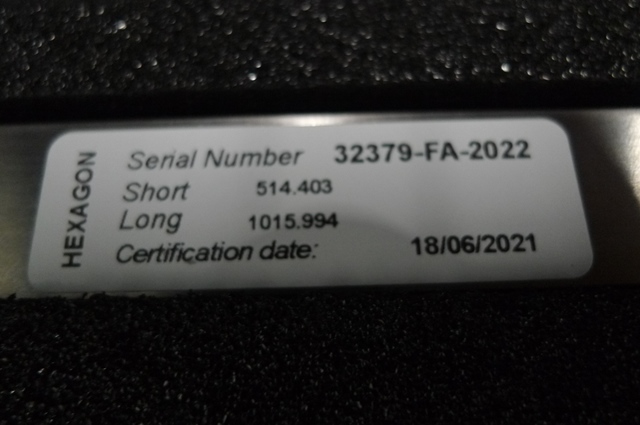 HEXAGON
Serial Number 32379-FA-2022
Short 514.403
Long 1015.994
Certification date: 18/06/2021